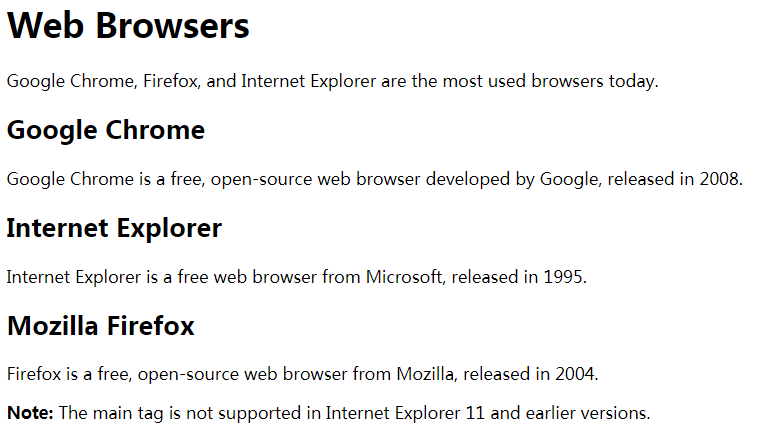 Web Browsers
Google Chrome, Firefox, and Internet Explorer are the most used browsers today.
Google Chrome
Google Chrome is a free, open-source web browser developed by Google, released in 2008.
Internet Explorer
Internet Explorer is a free web browser from Microsoft, released in 1995.
Mozilla Firefox
Firefox is a free, open-source web browser from Mozilla, released in 2004.
Note: The main tag is not supported in Internet Explorer 11 and earlier versions.